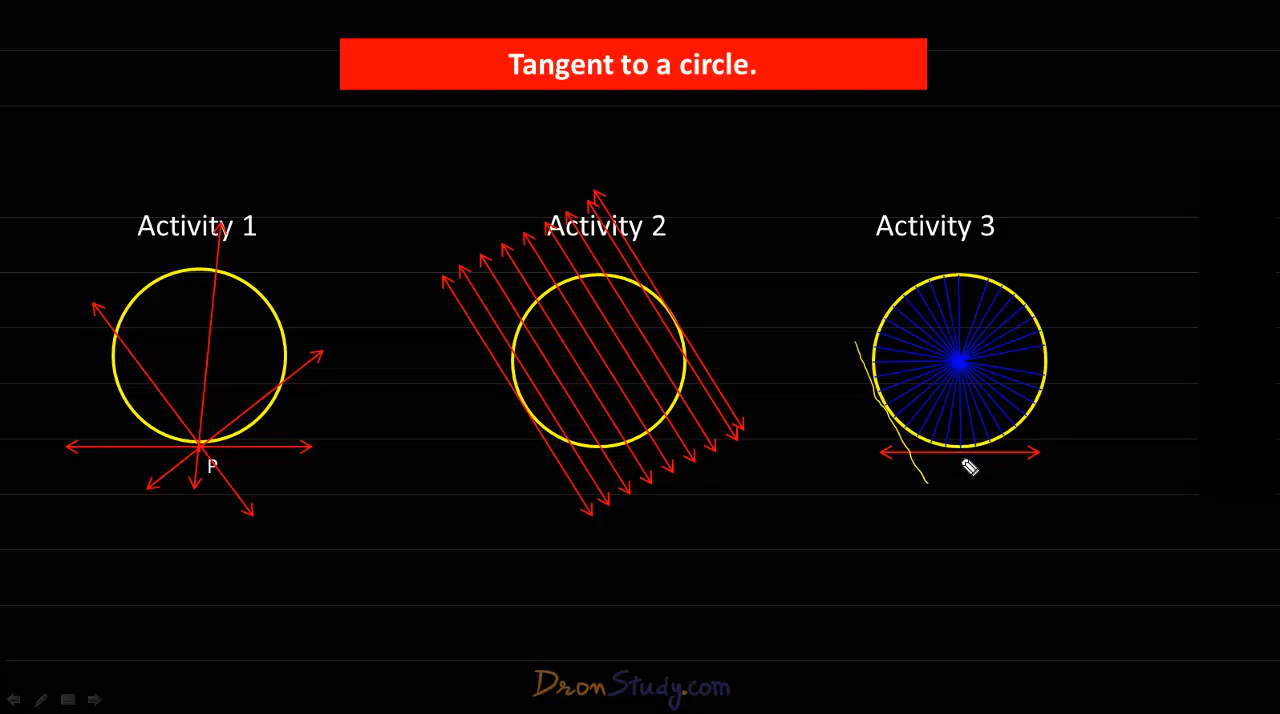 Tangent to a circle.
Activity 1
Activity 2
Activity 3
P
DronStudy.com